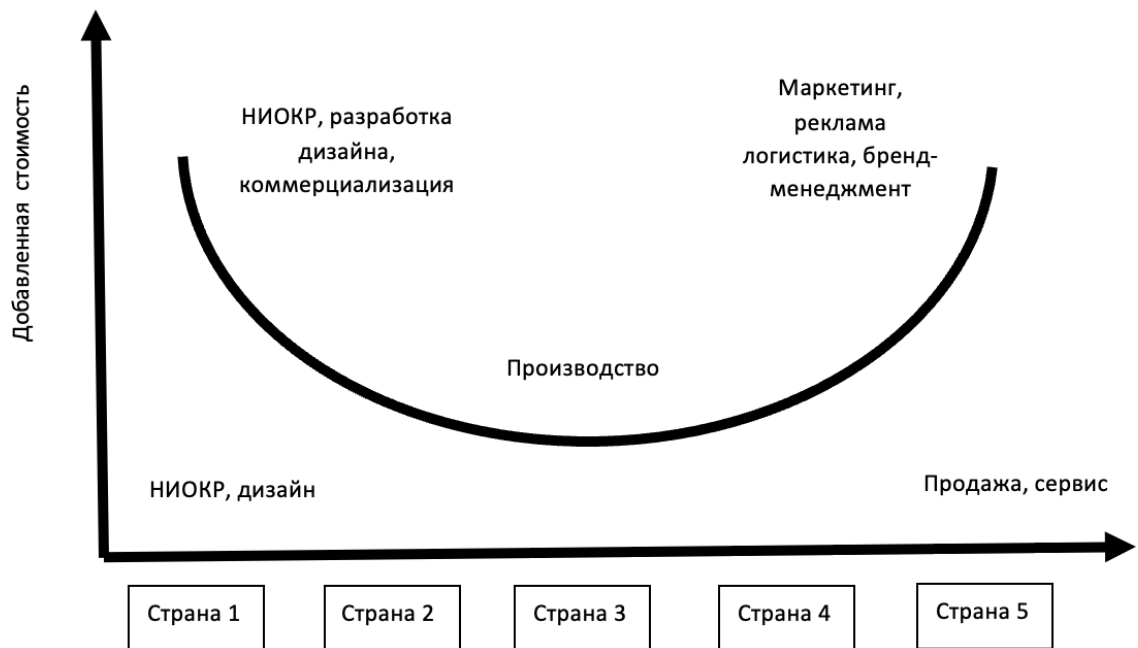 Добавленная стоимость
НИОКР, разработка
дизайна,
коммерциализация
Маркетинг,
реклама
логистика, бренд-
менеджмент
Производство
НИОКР, дизайн
Продажа, сервис
Страна 1
Страна 2
Страна 3
Страна 4
Страна 5